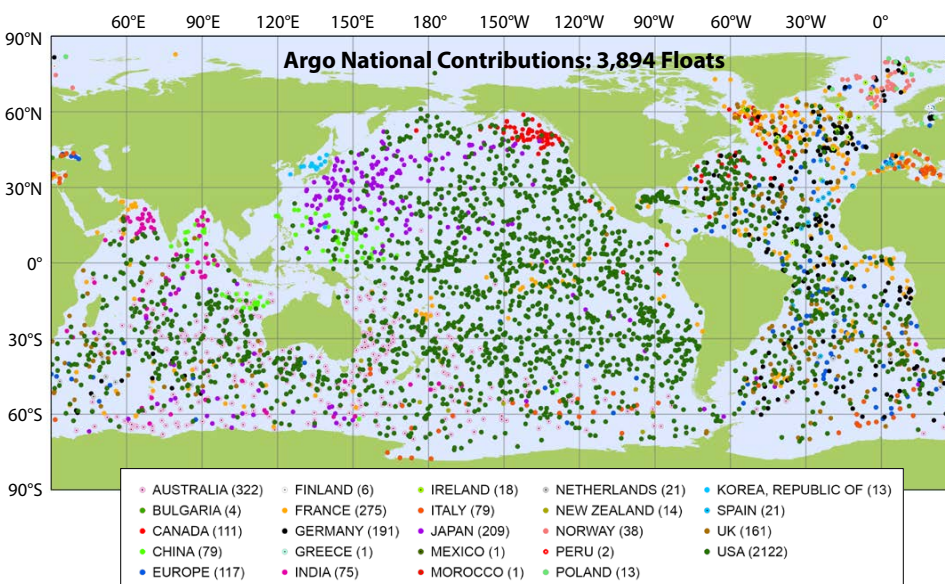 60°E 90°E 120°E 150°E 180° 150°W 120°W 90°W 60°W 30°W 0°
90°N
Argo National Contributions: 3,894 Floats
60°N
30°N
0°
30°S
60°S
90°S
AUSTRALIA (322) FINLAND (6) IRELAND (18) NETHERLANDS (21) KOREA, REPUBLIC OF (13)
BULGARIA (4) FRANCE (275) ITALY (79) NEW ZEALAND (14) SPAIN (21)
CANADA (111) GERMANY (191) JAPAN (209) NORWAY (38) UK (161)
CHINA (79) GREECE (1) MEXICO (1) PERU (2) USA (2122)
EUROPE (117) INDIA (75) MOROCCO (1) POLAND (13)